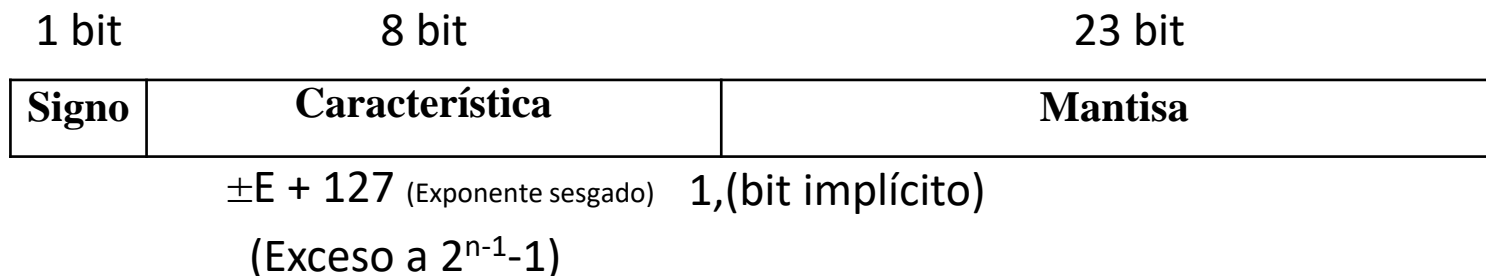 1 bit 8 bit 23 bit
Signo Característica Mantisa
±E + 127 (Exponente sesgado) 1,(bit implícito)
(Exceso a 2ⁿ⁻¹-1)